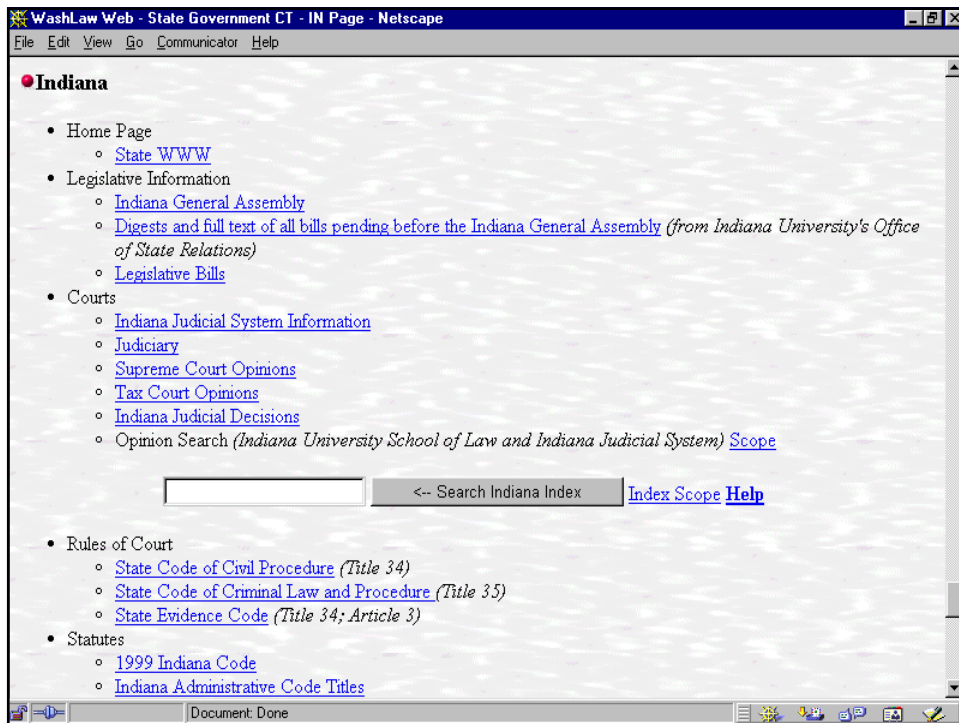 WashLaw Web - State Government CT - IN Page - Netscape
File Edit View Go Communicator Help
Indiana
Home Page
State WWW
Legislative Information
Indiana General Assembly
Digests and full text of all bills pending before the Indiana General Assembly (from Indiana University's Office
of State Relations)
Legislative Bills
Courts
Indiana Judicial System Information
Judiciary
Supreme Court Opinions
Tax Court Opinions
Indiana Judicial Decisions
Opinion Search (Indiana University School of Law and Indiana Judicial System) Scope
<-- Search Indiana Index Index Scope Help
Rules of Court
State Code of Civil Procedure (Title 34)
State Code of Criminal Law and Procedure (Title 35)
State Evidence Code (Title 34; Article 3)
Statutes
1999 Indiana Code
Indiana Administrative Code Titles
Document: Done